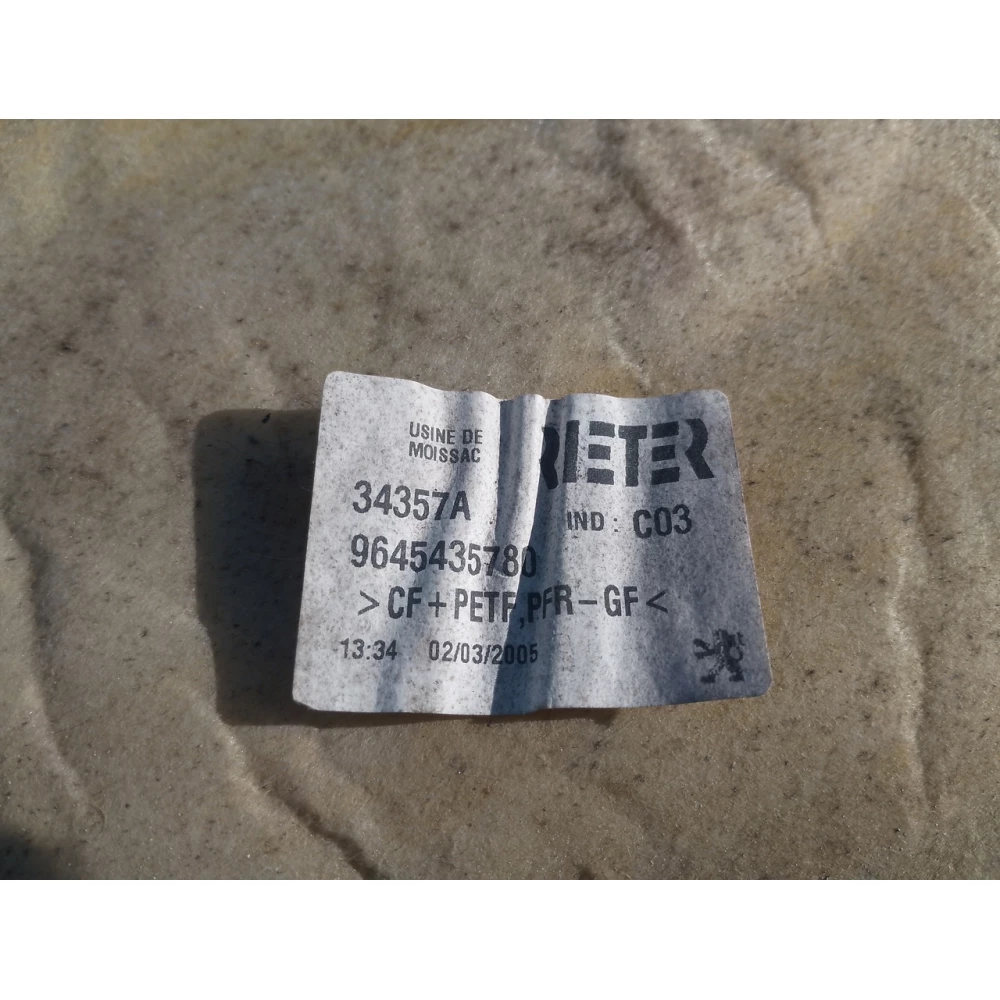 USINE DE
MOISSAC
RIETER
34357A
IND : C03
9645435780
>CF+PETF,PFR-GF<
13:34 02/03/2005